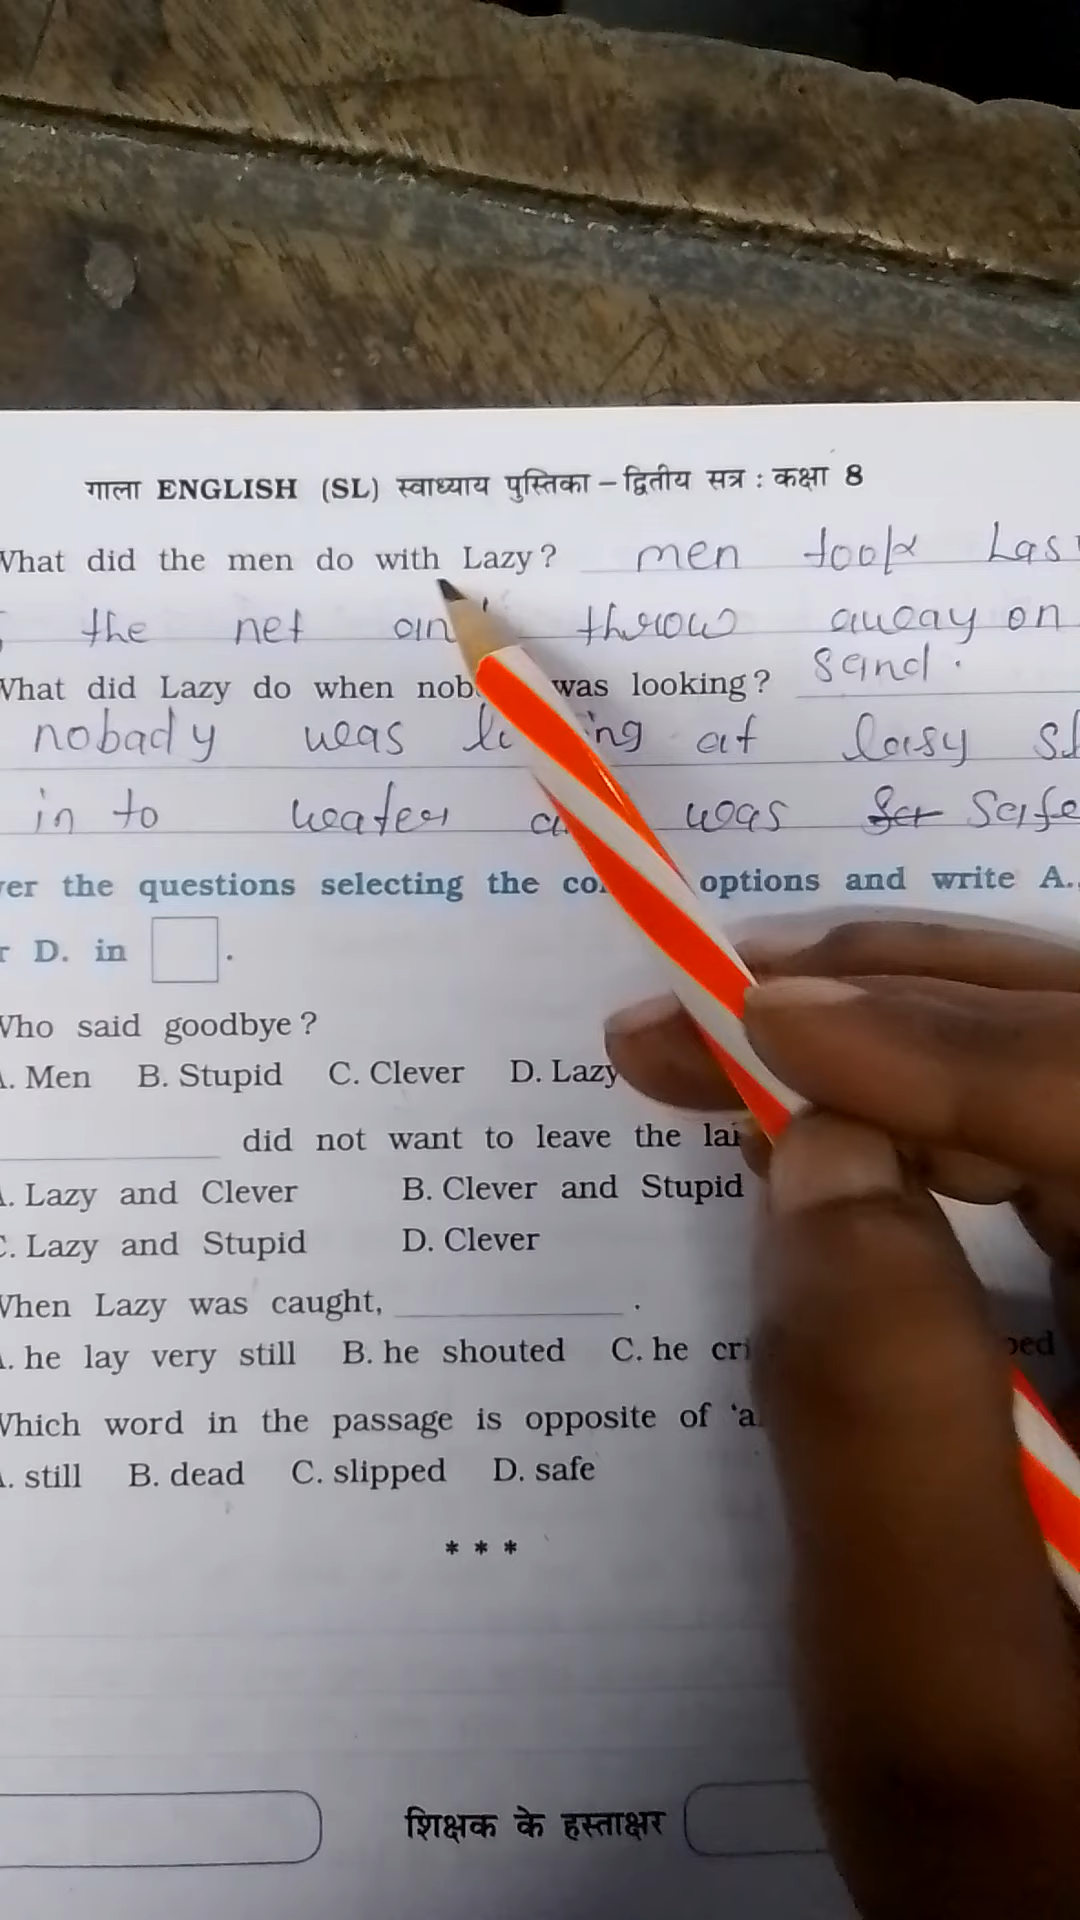 गाला ENGLISH (SL) स्वाध्याय पुस्तिका – द्वितीय सत्र : कक्षा 8
What did the men do with Lazy? men took
the net throw away on
sand.
What did Lazy do when was looking?
nobady was at lasy
in to water was safe
the questions selecting the options and write A.
D. in .
Who said goodbye?
A. Men B. Stupid C. Clever D. Lazy
did not want to leave the
A. Lazy and Clever B. Clever and Stupid
C. Lazy and Stupid D. Clever
When Lazy was caught, .
A. he lay very still B. he shouted C. he
Which word in the passage is opposite of
A. still B. dead C. slipped D. safe
* * *
शिक्षक के हस्ताक्षर